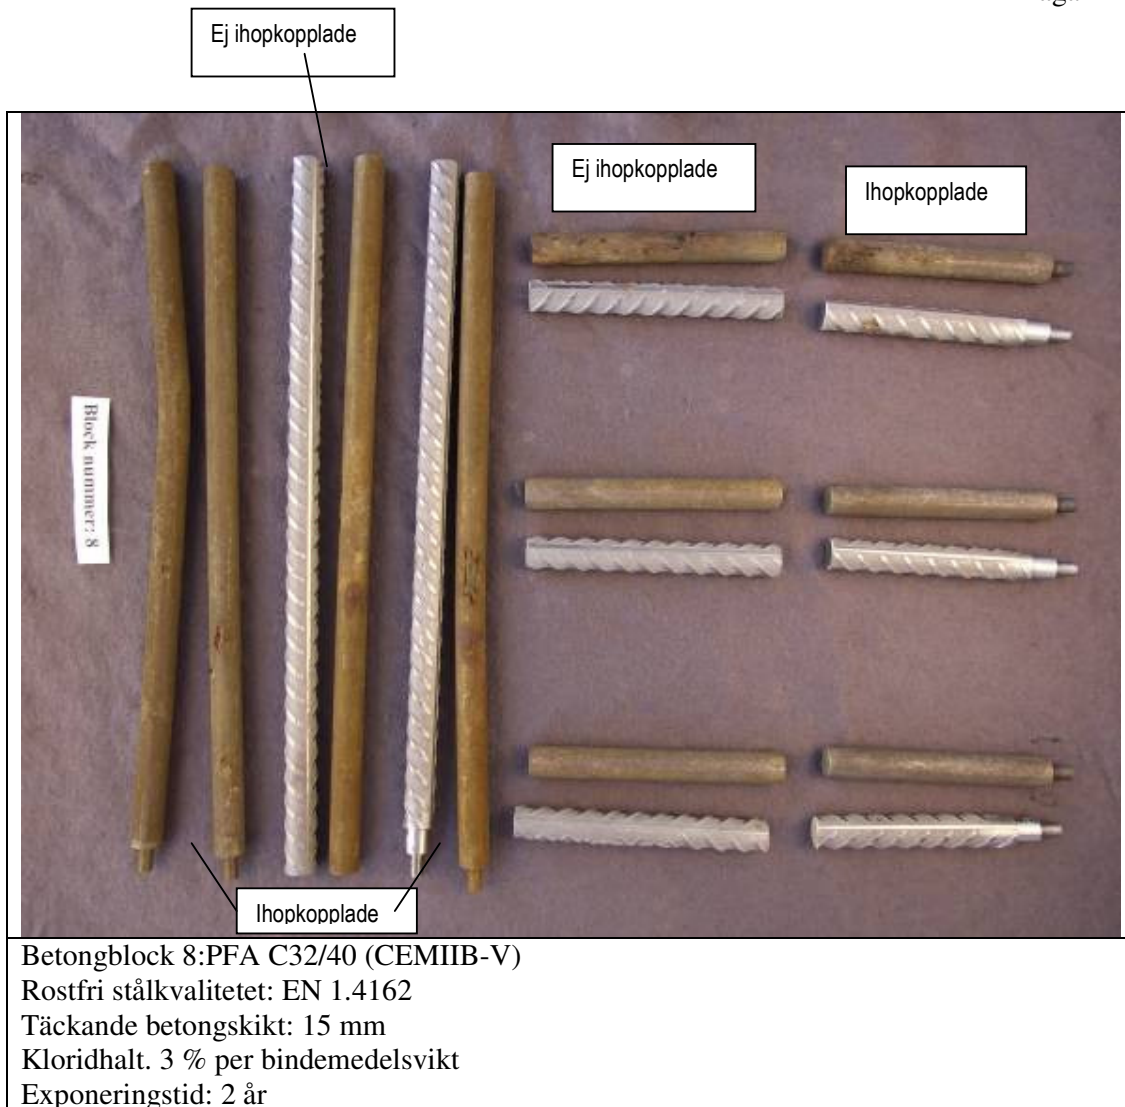 Ej ihopkopplade
Ej ihopkopplade
Ihopkopplade
Block nummer: 8
Ihopkopplade
Betongblock 8:PFA C32/40 (CEMIIB-V)
Rostfri stålkvalitetet: EN 1.4162
Täckande betongskikt: 15 mm
Kloridhalt. 3 % per bindemedelsvikt
Exponeringstid: 2 år